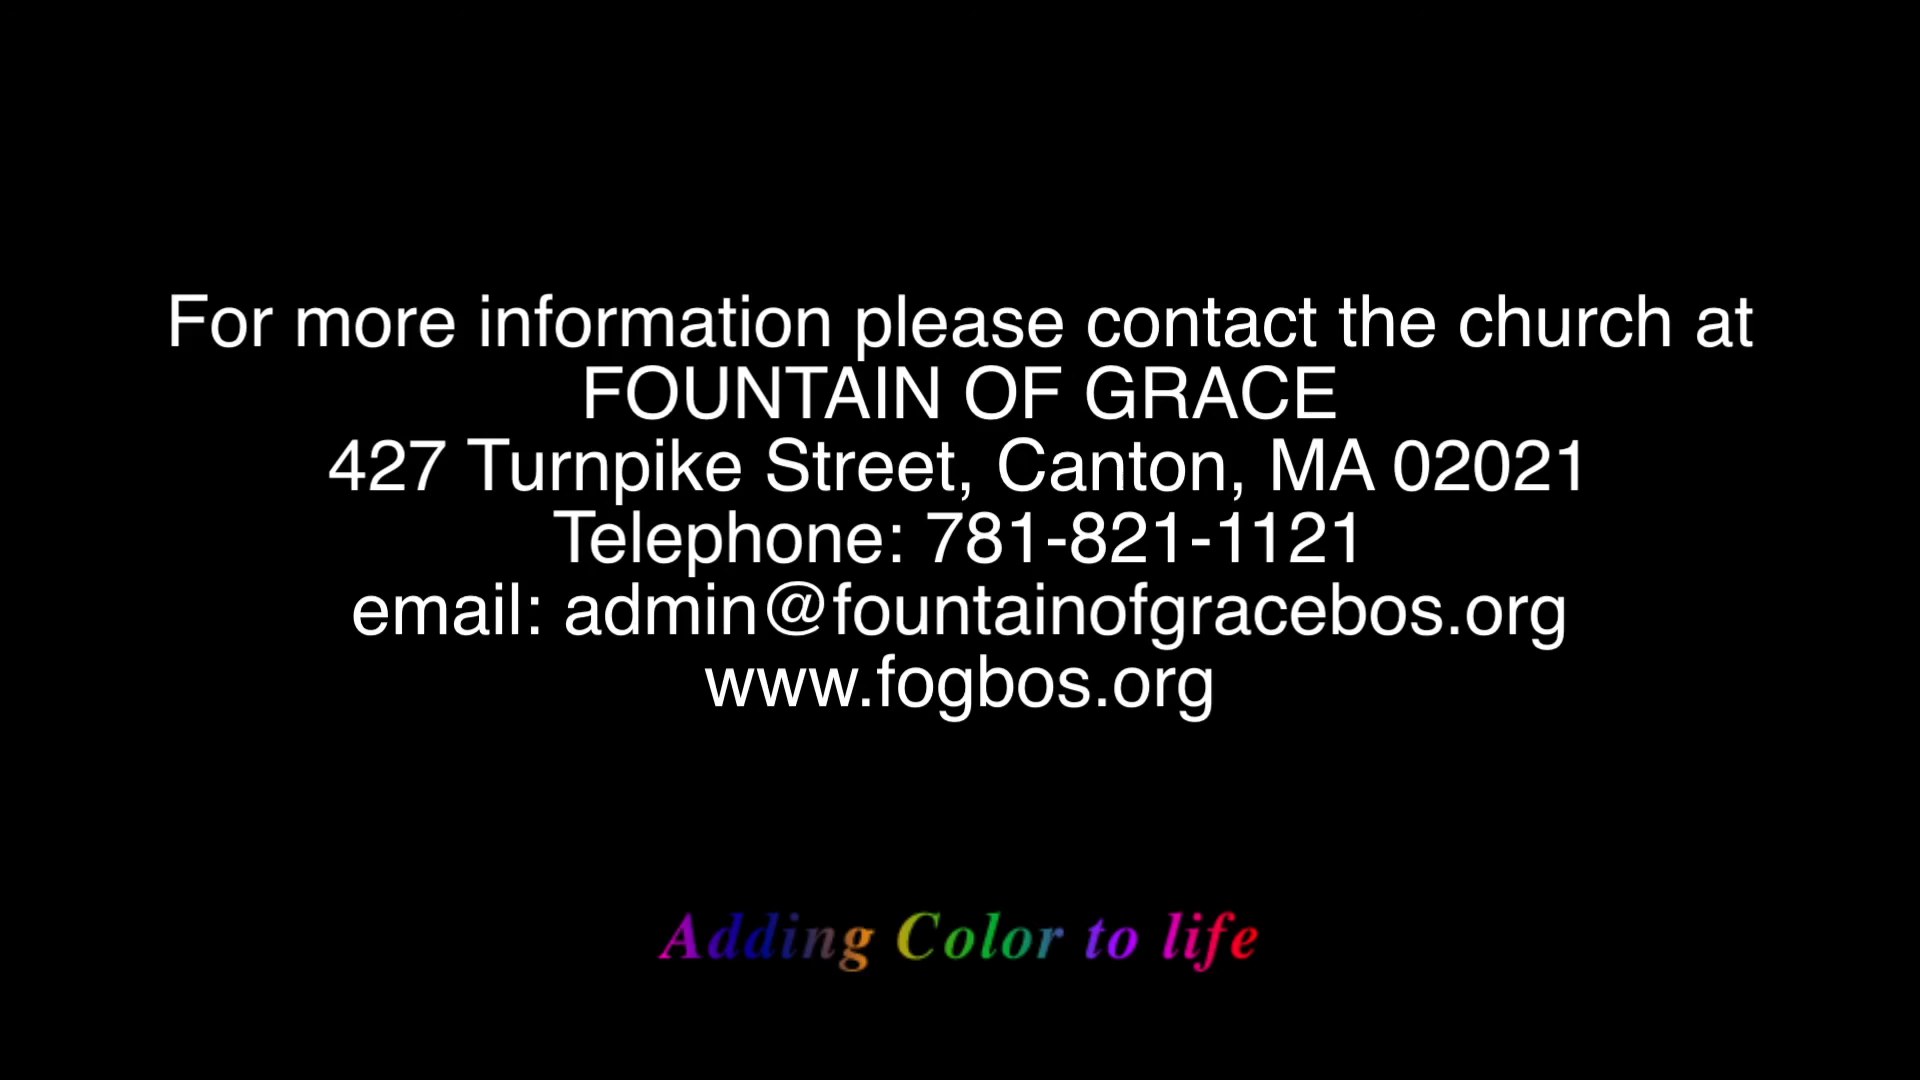 For more information please contact the church at
FOUNTAIN OF GRACE
427 Turnpike Street, Canton, MA 02021
Telephone: 781-821-1121
email: admin@fountainofgracebos.org
www.fogbos.org
Adding Color to life